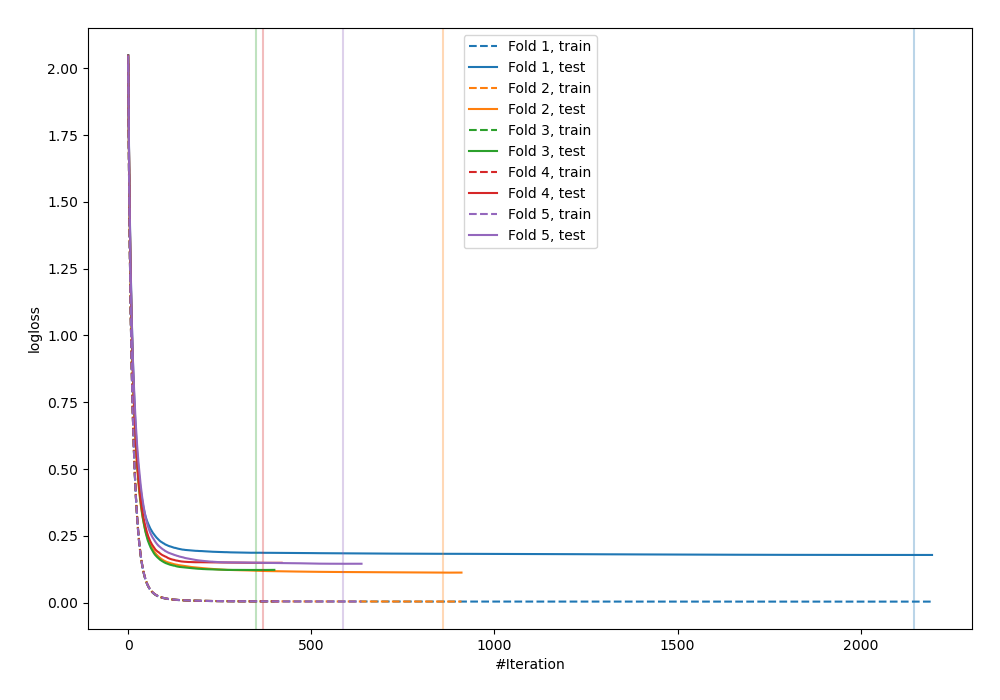 Fold 1, train
Fold 1, test
Fold 2, train
Fold 2, test
Fold 3, train
Fold 3, test
Fold 4, train
Fold 4, test
Fold 5, train
Fold 5, test
2.00
1.75
1.50
1.25
1.00
0.75
0.50
0.25
0.00
logloss
0 500 1000 1500 2000
#Iteration